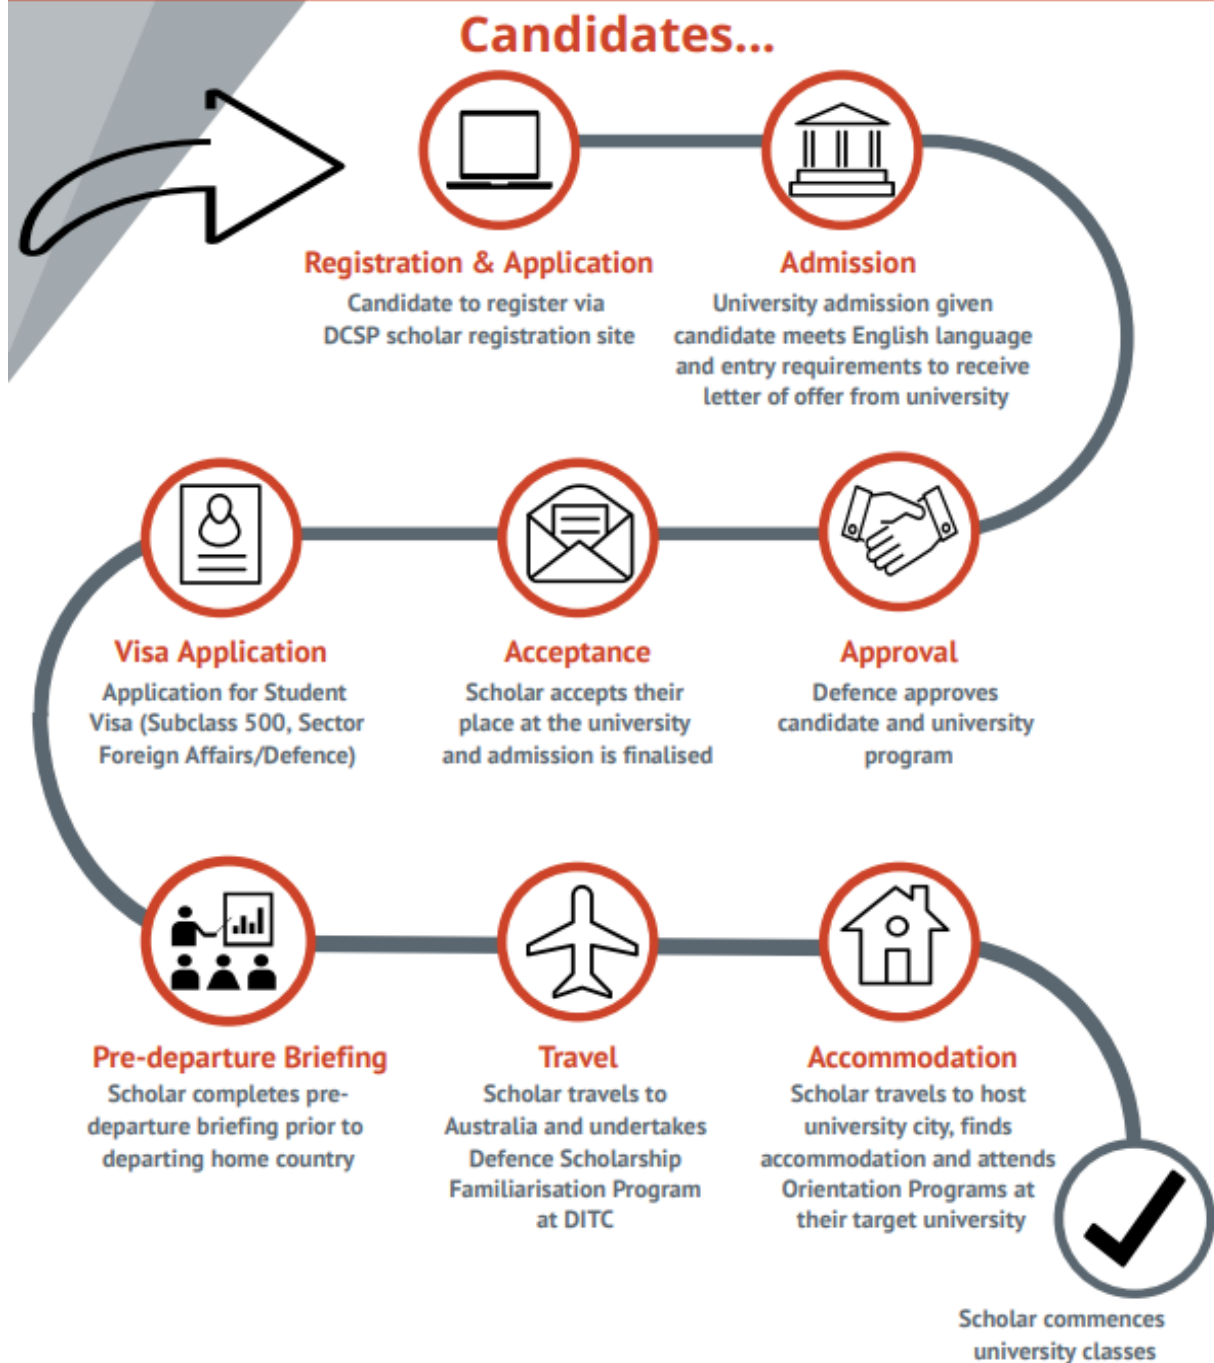 Candidates...
Registration & Application
Candidate to register via
DCSP scholar registration site
Admission
University admission given
candidate meets English language
and entry requirements to receive
letter of offer from university
Approval
Defence approves
candidate and university
program
Acceptance
Scholar accepts their
place at the university
and admission is finalised
Visa Application
Application for Student
Visa (Subclass 500, Sector
Foreign Affairs/Defence)
Pre-departure Briefing
Scholar completes pre-
departure briefing prior to
departing home country
Travel
Scholar travels to
Australia and undertakes
Defence Scholarship
Familiarisation Program
at DITC
Accommodation
Scholar travels to host
university city, finds
accommodation and attends
Orientation Programs at
their target university
Scholar commences
university classes